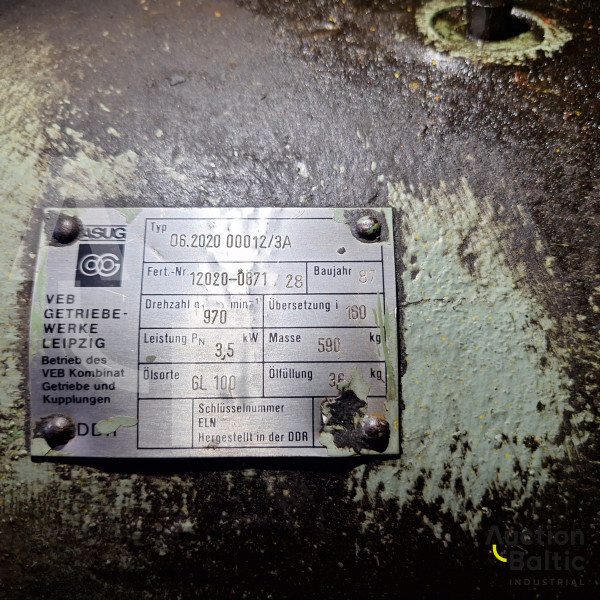 ASUG
VEB
GETRIEBE-
WERKE
LEIPZIG
Betrieb des
VEB Kombinat
Getriebe und
Kupplungen
DDR
Typ
06.2020 00012/3A
Fert.-Nr. 12020-0871 / 28 Baujahr 87
Drehzahl n min⁻¹ 970 Übersetzung i 180
Leistung PN 3,5 kW Masse 590 kg
Ölsorte GL 100 Ölfüllung kg
Schlüsselnummer
ELN
Hergestellt in der DDR
Auction
Baltic
INDUSTRIAL